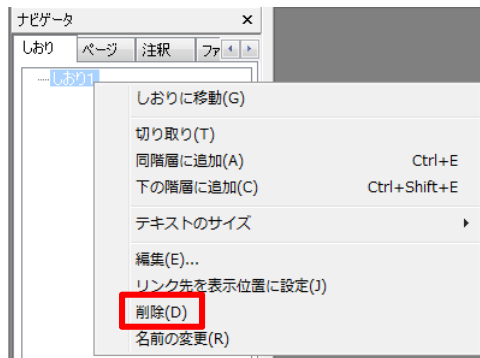 ナビゲータ
しおり ページ 注釈 ファ
しおり1
しおりに移動(G)
切り取り(T)
同階層に追加(A) Ctrl+E
下の階層に追加(C) Ctrl+Shift+E
テキストのサイズ
編集(E)...
リンク先を表示位置に設定(J)
削除(D)
名前の変更(R)